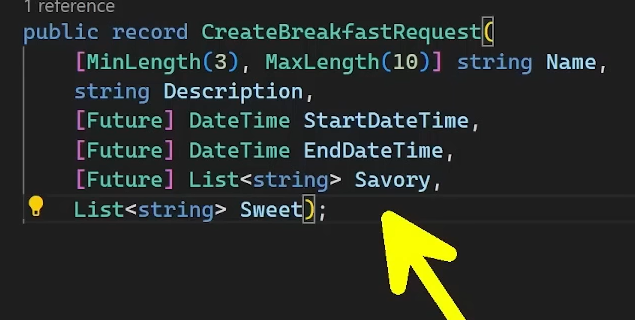 1 reference
public record CreateBreakfastRequest(
[MinLength(3), MaxLength(10)] string Name,
string Description,
[Future] DateTime StartDateTime,
[Future] DateTime EndDateTime,
[Future] List<string> Savory,
List<string> Sweet);